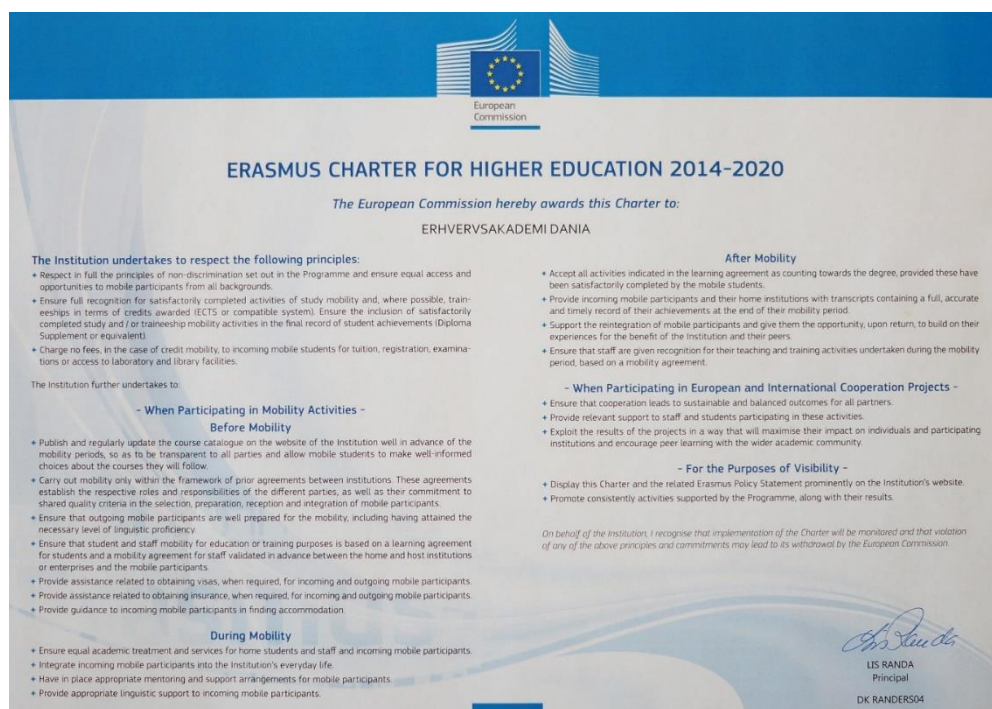 European
Commission
ERASMUS CHARTER FOR HIGHER EDUCATION 2014-2020
The European Commission hereby awards this Charter to:
ERHVERVSAKADEMI DANIA
The Institution undertakes to respect the following principles:
+ Respect in full the principles of non-discrimination set out in the Programme and ensure equal access and
opportunities to mobile participants from all backgrounds.
+ Ensure full recognition for satisfactorily completed activities of study mobility and, where possible, train-
eeships in terms of credits awarded (ECTS or compatible system). Ensure the inclusion of satisfactorily
completed study and / or traineeship mobility activities in the final record of student achievements (Diploma
Supplement or equivalent).
+ Charge no fees, in the case of credit mobility, to incoming mobile students for tuition, registration, examina-
tions or access to laboratory and library facilities.
The Institution further undertakes to:
- When Participating in Mobility Activities -
Before Mobility
+ Publish and regularly update the course catalogue on the website of the Institution well in advance of the
mobility periods, so as to be transparent to all parties and allow mobile students to make well-informed
choices about the courses they will follow.
+ Carry out mobility only within the framework of prior agreements between institutions. These agreements
establish the respective roles and responsibilities of the different parties, as well as their commitment to
shared quality criteria in the selection, preparation, reception and integration of mobile participants.
+ Ensure that outgoing mobile participants are well prepared for the mobility, including having attained the
necessary level of linguistic proficiency.
+ Ensure that student and staff mobility for education or training purposes is based on a learning agreement
for students and a mobility agreement for staff validated in advance between the home and host institutions
or enterprises and the mobile participants.
+ Provide assistance related to obtaining visas, when required, for incoming and outgoing mobile participants.
+ Provide assistance related to obtaining insurance, when required, for incoming and outgoing mobile participants.
+ Provide guidance to incoming mobile participants in finding accommodation.
During Mobility
+ Ensure equal academic treatment and services for home students and staff and incoming mobile participants.
+ Integrate incoming mobile participants into the Institution's everyday life.
+ Have in place appropriate mentoring and support arrangements for mobile participants.
+ Provide appropriate linguistic support to incoming mobile participants.
After Mobility
+ Accept all activities indicated in the learning agreement as counting towards the degree, provided these have
been satisfactorily completed by the mobile students.
+ Provide incoming mobile participants and their home institutions with transcripts containing a full, accurate
and timely record of their achievements at the end of their mobility period.
+ Support the reintegration of mobile participants and give them the opportunity, upon return, to build on their
experiences for the benefit of the Institution and their peers.
+ Ensure that staff are given recognition for their teaching and training activities undertaken during the mobility
period, based on a mobility agreement.
- When Participating in European and International Cooperation Projects -
+ Ensure that cooperation leads to sustainable and balanced outcomes for all partners.
+ Provide relevant support to staff and students participating in these activities.
+ Exploit the results of the projects in a way that will maximise their impact on individuals and participating
institutions and encourage peer learning with the wider academic community.
- For the Purposes of Visibility -
+ Display this Charter and the related Erasmus Policy Statement prominently on the Institution's website.
+ Promote consistently activities supported by the Programme, along with their results.
On behalf of the Institution, I recognise that implementation of the Charter will be monitored and that violation
of any of the above principles and commitments may lead to its withdrawal by the European Commission.
Lis Randa
LIS RANDA
Principal
DK RANDERS04